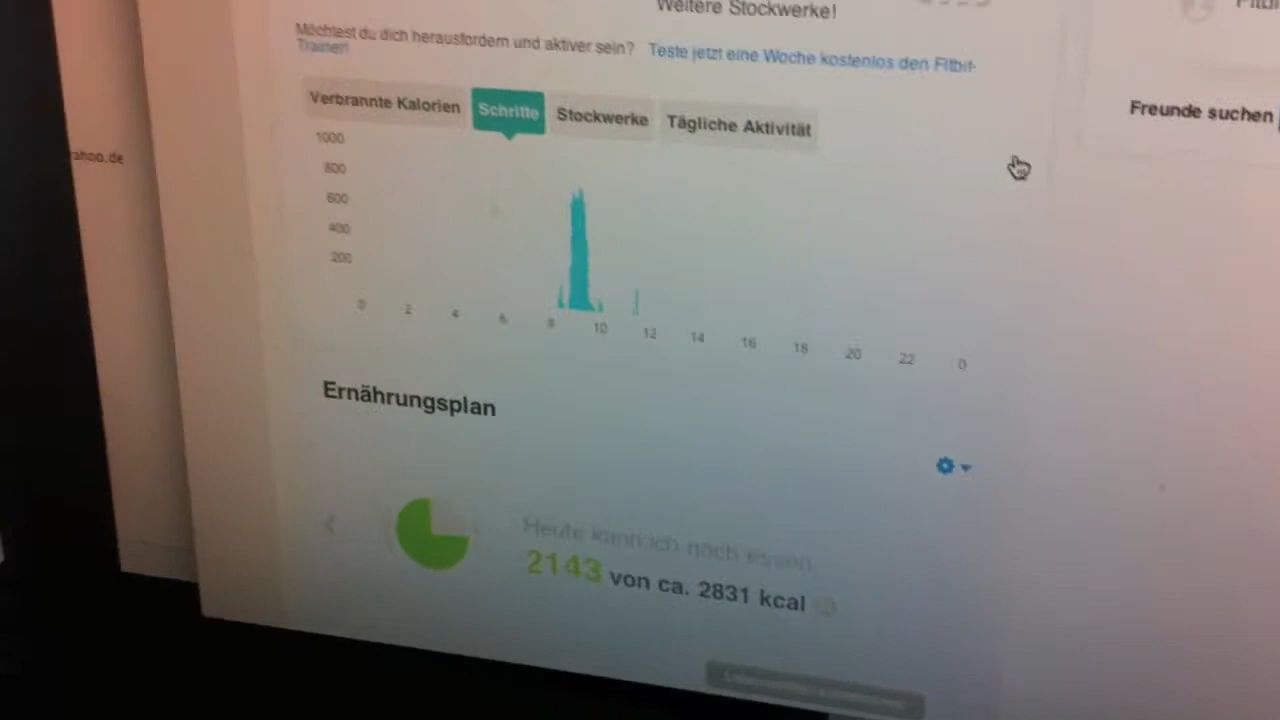 Weitere Stockwerke!
Möchtest du dich herausfordern und aktiver sein? Teste jetzt eine Woche kostenlos den Fitbit-
Trainer!
Freunde suchen
Verbrannte Kalorien Schritte Stockwerke Tägliche Aktivität
ahoo.de
1000
800
600
400
200
0 2 4 6 8 10 12 14 16 18 20 22 0
Ernährungsplan
Heute kann ich noch essen
2143 von ca. 2831 kcal